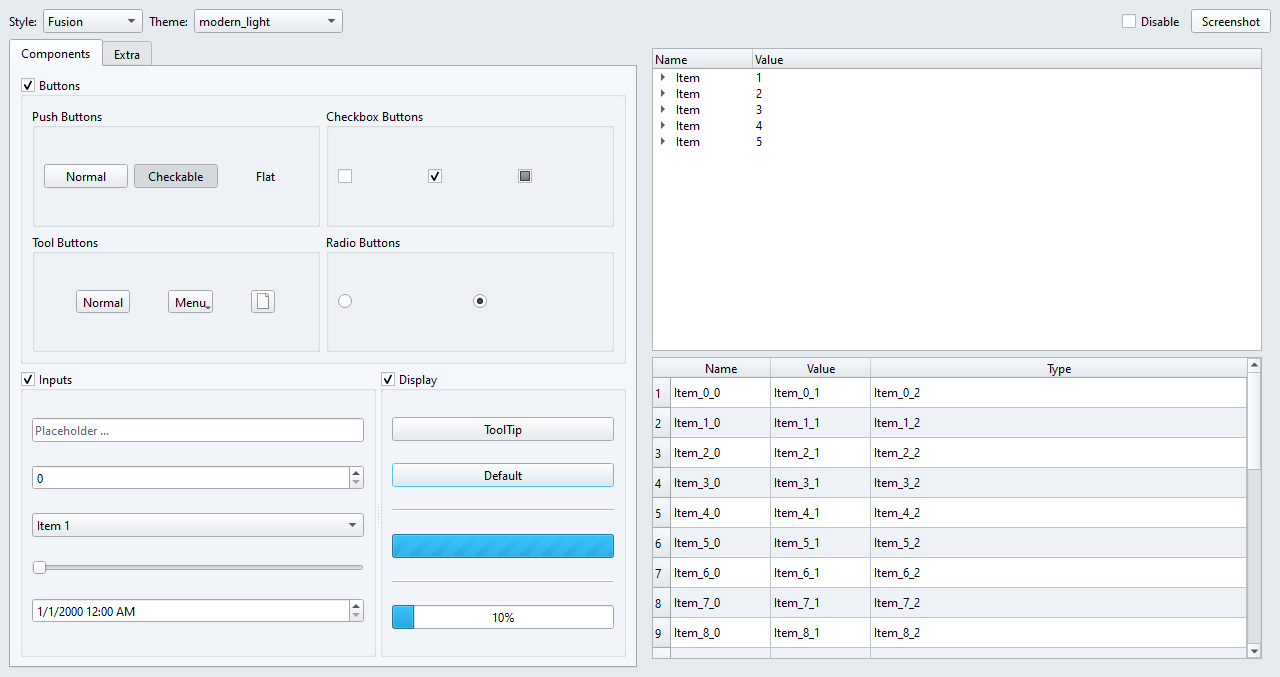 Style: Fusion Theme: modern_light Disable Screenshot
Components Extra
Buttons
Push Buttons
Normal Checkable Flat
Checkbox Buttons
Tool Buttons
Normal Menu
Radio Buttons
Inputs
Placeholder ...
0
Item 1
1/1/2000 12:00 AM
Display
ToolTip
Default
10%
Name Value
Item 1
Item 2
Item 3
Item 4
Item 5
Name Value Type
1 Item_0_0 Item_0_1 Item_0_2
2 Item_1_0 Item_1_1 Item_1_2
3 Item_2_0 Item_2_1 Item_2_2
4 Item_3_0 Item_3_1 Item_3_2
5 Item_4_0 Item_4_1 Item_4_2
6 Item_5_0 Item_5_1 Item_5_2
7 Item_6_0 Item_6_1 Item_6_2
8 Item_7_0 Item_7_1 Item_7_2
9 Item_8_0 Item_8_1 Item_8_2